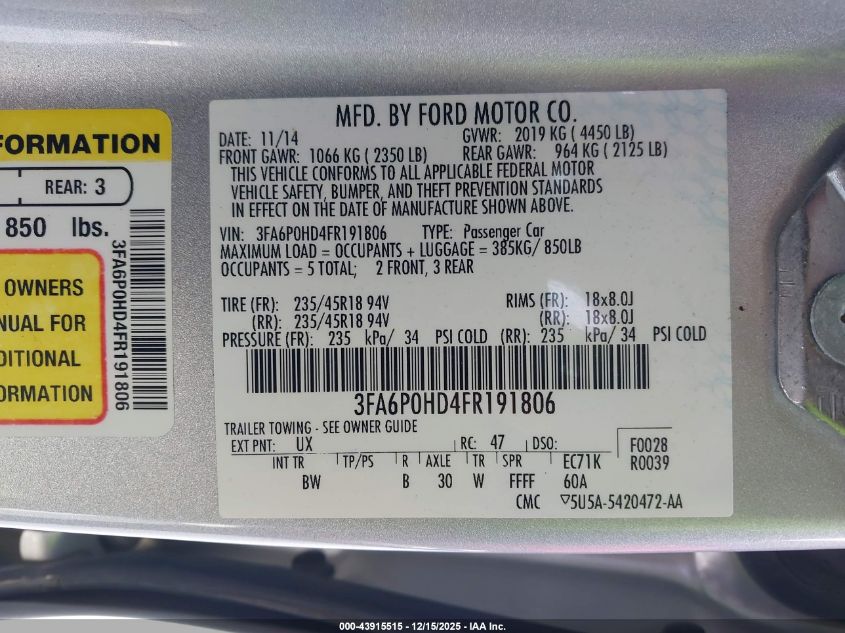 FORMATION
REAR: 3
850 lbs.
OWNERS
NUAL FOR
DITIONAL
FORMATION
3FA6P0HD4FR191806
MFD. BY FORD MOTOR CO.
DATE: 11/14 GVWR: 2019 KG ( 4450 LB)
FRONT GAWR: 1066 KG ( 2350 LB) REAR GAWR: 964 KG ( 2125 LB)
THIS VEHICLE CONFORMS TO ALL APPLICABLE FEDERAL MOTOR
VEHICLE SAFETY, BUMPER, AND THEFT PREVENTION STANDARDS
IN EFFECT ON THE DATE OF MANUFACTURE SHOWN ABOVE.
VIN: 3FA6P0HD4FR191806 TYPE: Passenger Car
MAXIMUM LOAD = OCCUPANTS + LUGGAGE = 385KG/ 850LB
OCCUPANTS = 5 TOTAL; 2 FRONT, 3 REAR
TIRE (FR): 235/45R18 94V RIMS (FR): 18x8.0J
(RR): 235/45R18 94V (RR): 18x8.0J
PRESSURE (FR): 235 kPa/ 34 PSI COLD (RR): 235 kPa/ 34 PSI COLD
3FA6P0HD4FR191806
TRAILER TOWING - SEE OWNER GUIDE
EXT PNT: UX RC: 47 DSO: F0028
INT TR TP/PS R AXLE TR SPR EC71K R0039
BW B 30 W FFFF 60A
CMC ▽5U5A-5420472-AA
000-43915515 - 12/15/2025 - IAA Inc.